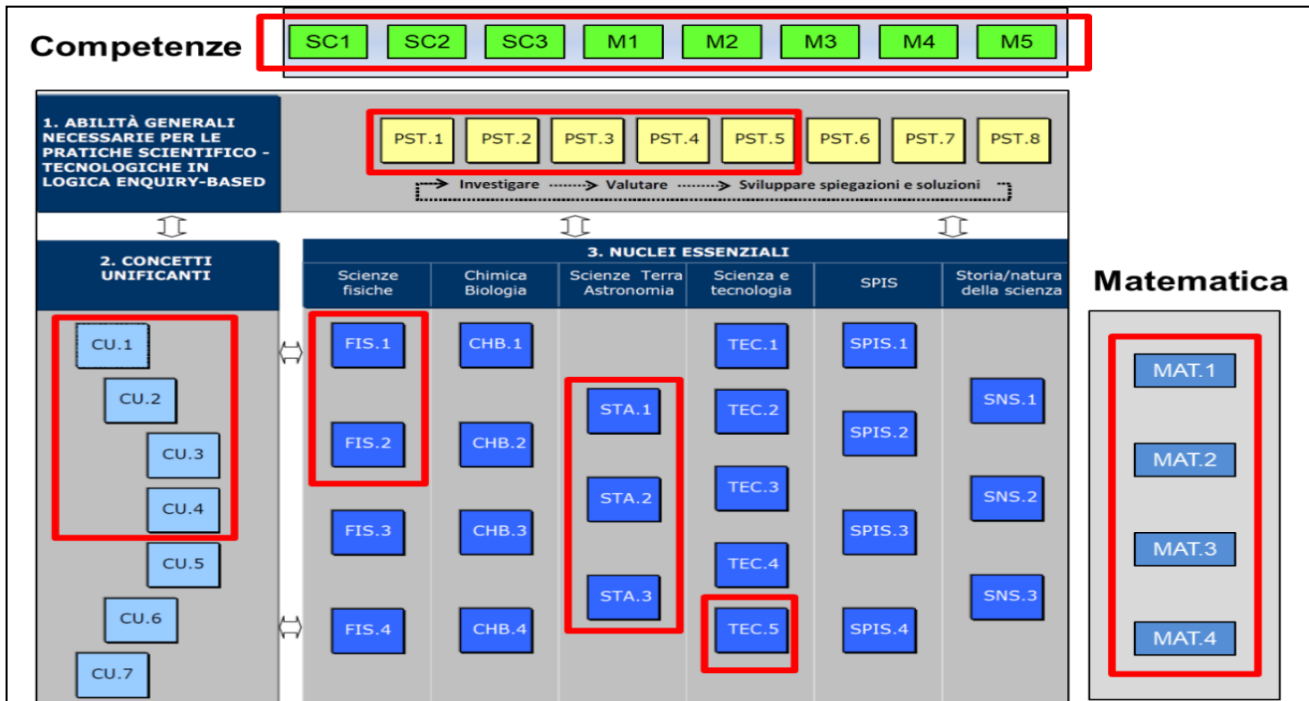 Competenze
SC1 SC2 SC3 M1 M2 M3 M4 M5
1. ABILITÀ GENERALI
NECESSARIE PER LE
PRATICHE SCIENTIFICO -
TECNOLOGICHE IN
LOGICA ENQUIRY-BASED
PST.1 PST.2 PST.3 PST.4 PST.5 PST.6 PST.7 PST.8
Investigare Valutare Sviluppare spiegazioni e soluzioni
2. CONCETTI
UNIFICANTI
CU.1
CU.2
CU.3
CU.4
CU.5
CU.6
CU.7
3. NUCLEI ESSENZIALI
Scienze
fisiche
FIS.1
FIS.2
FIS.3
FIS.4
Chimica
Biologia
CHB.1
CHB.2
CHB.3
CHB.4
Scienze Terra
Astronomia
STA.1
STA.2
STA.3
Scienza e
tecnologia
TEC.1
TEC.2
TEC.3
TEC.4
TEC.5
SPIS
SPIS.1
SPIS.2
SPIS.3
SPIS.4
Storia/natura
della scienza
SNS.1
SNS.2
SNS.3
Matematica
MAT.1
MAT.2
MAT.3
MAT.4